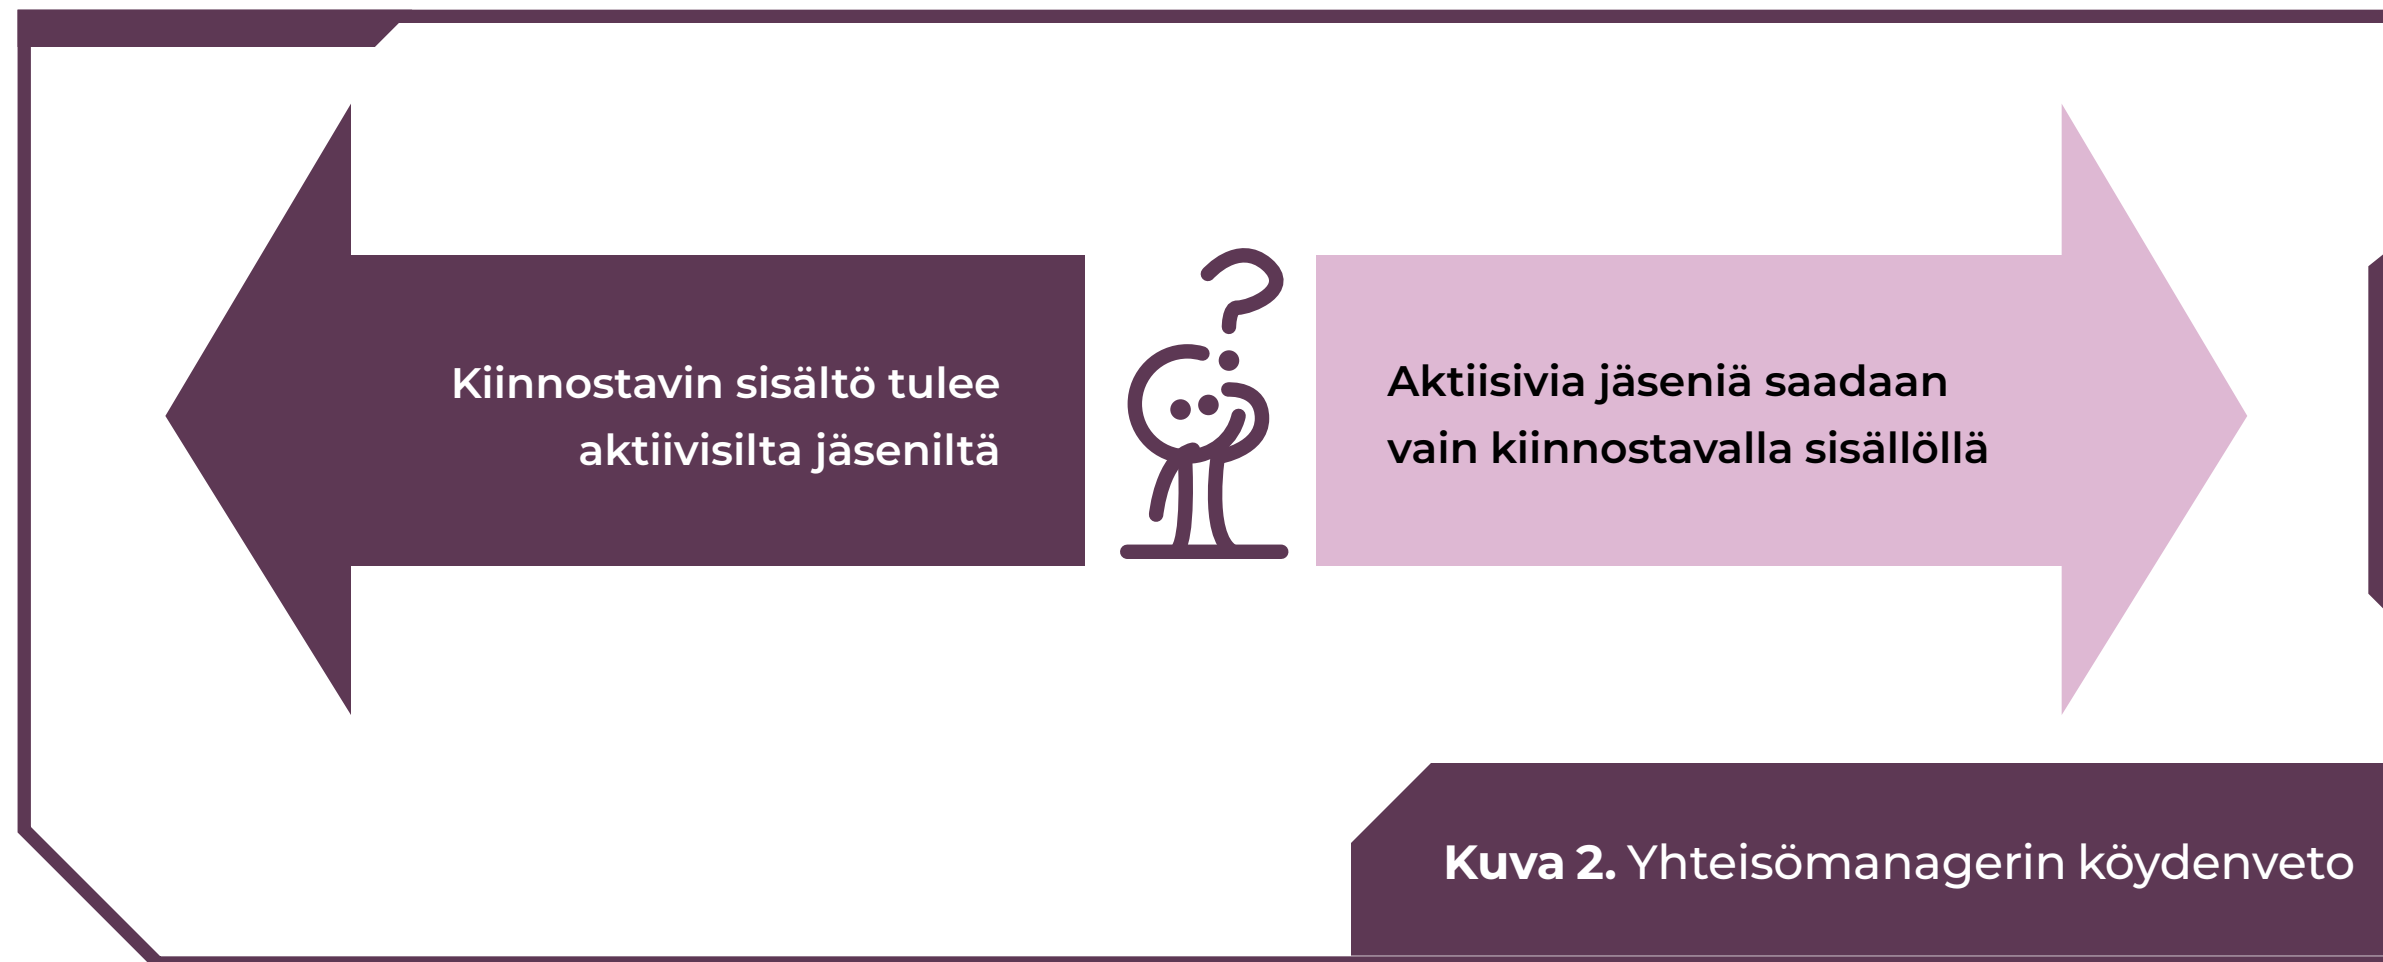 Kiinnostavin sisältö tulee
aktiivisilta jäseniltä
Aktiisivia jäseniä saadaan
vain kiinnostavalla sisällöllä
Kuva 2. Yhteisömanagerin köydenveto